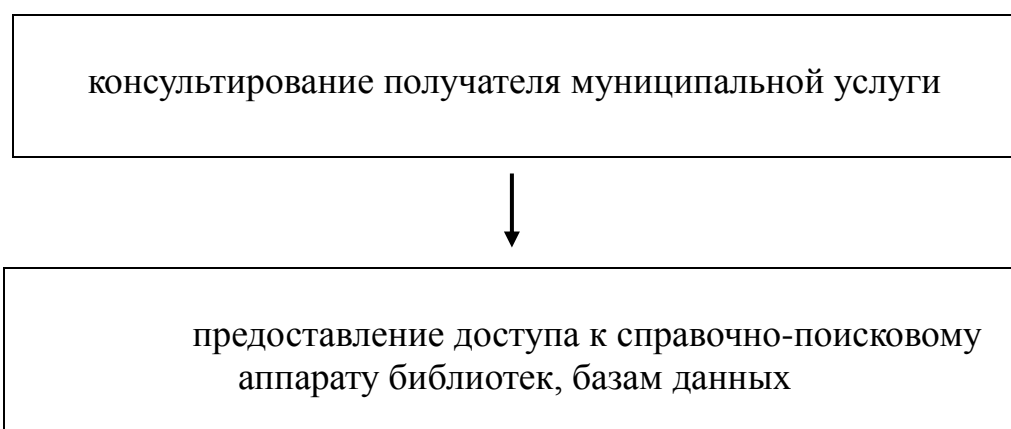 консультирование получателя муниципальной услуги
предоставление доступа к справочно-поисковому
аппарату библиотек, базам данных